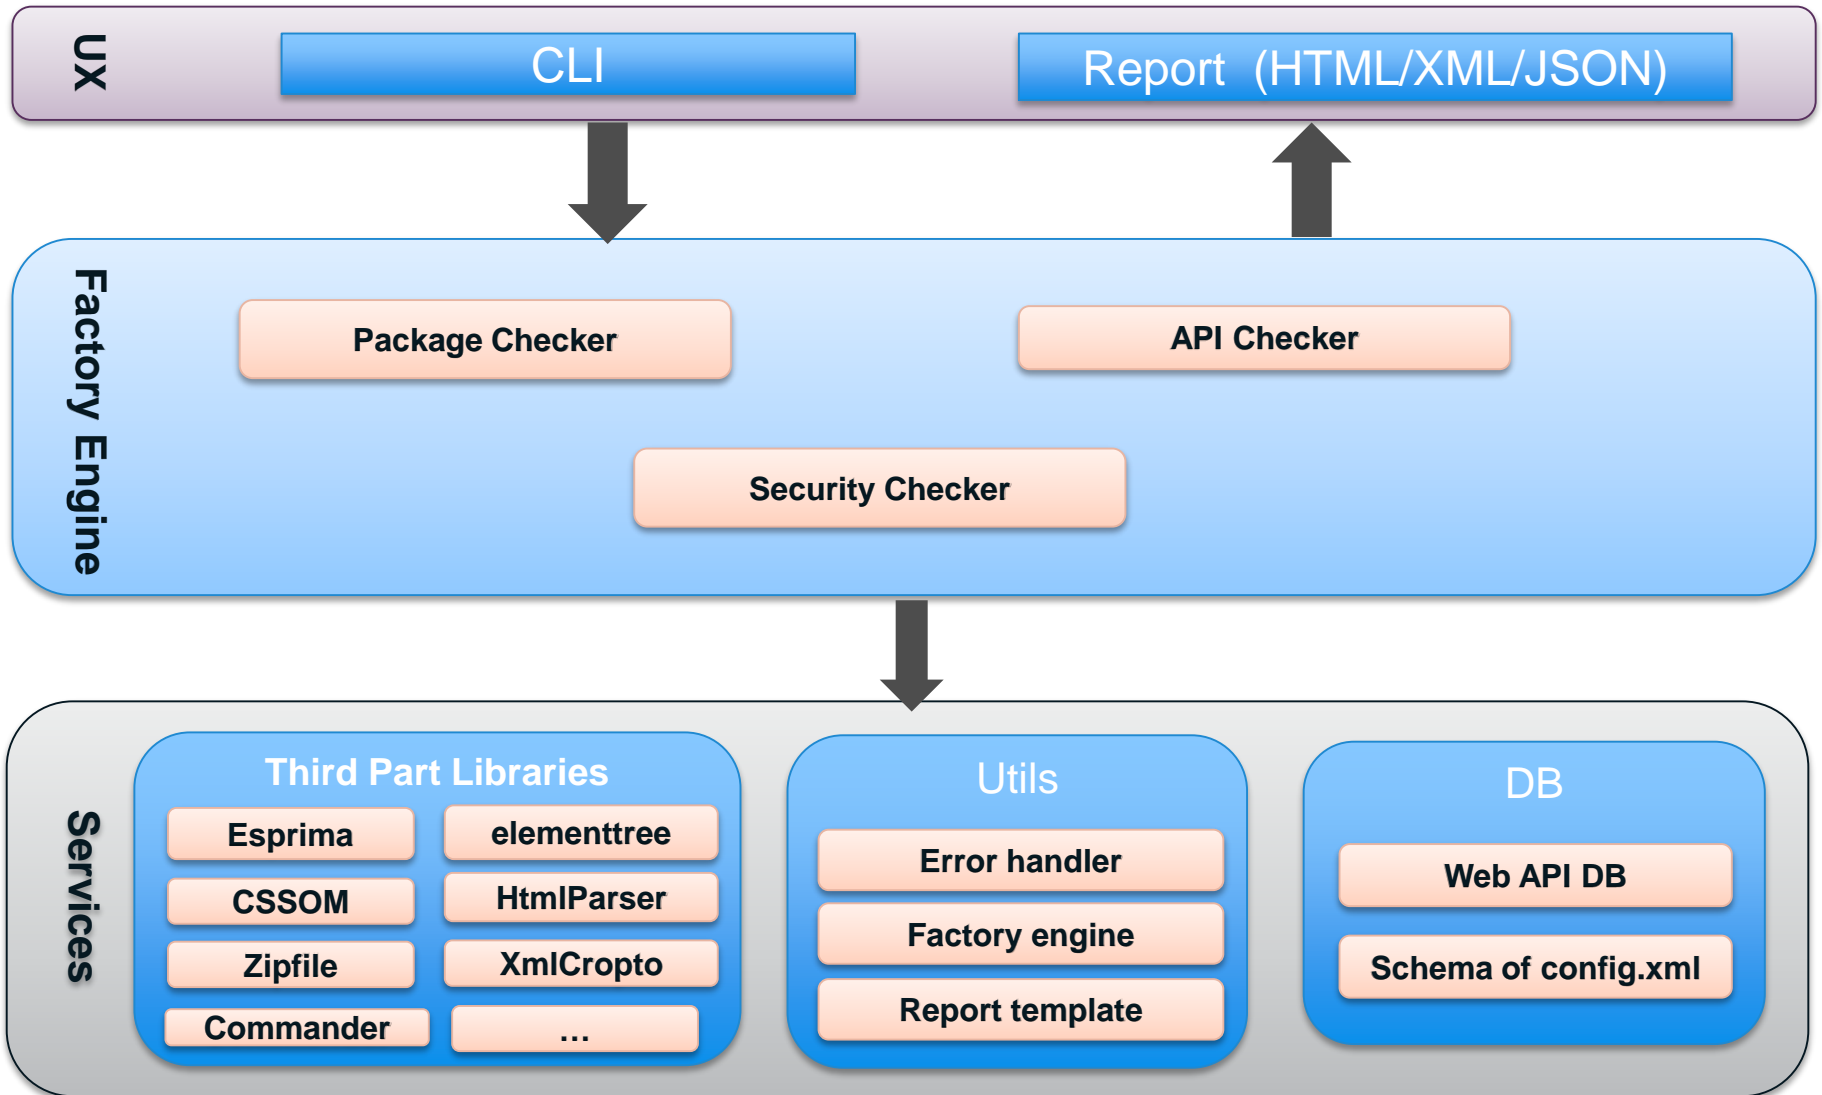 UX
CLI
Report (HTML/XML/JSON)
Factory Engine
Package Checker
API Checker
Security Checker
Services
Third Part Libraries
Esprima
elementtree
CSSOM
HtmlParser
Zipfile
XmlCropto
Commander
...
Utils
Error handler
Factory engine
Report template
DB
Web API DB
Schema of config.xml